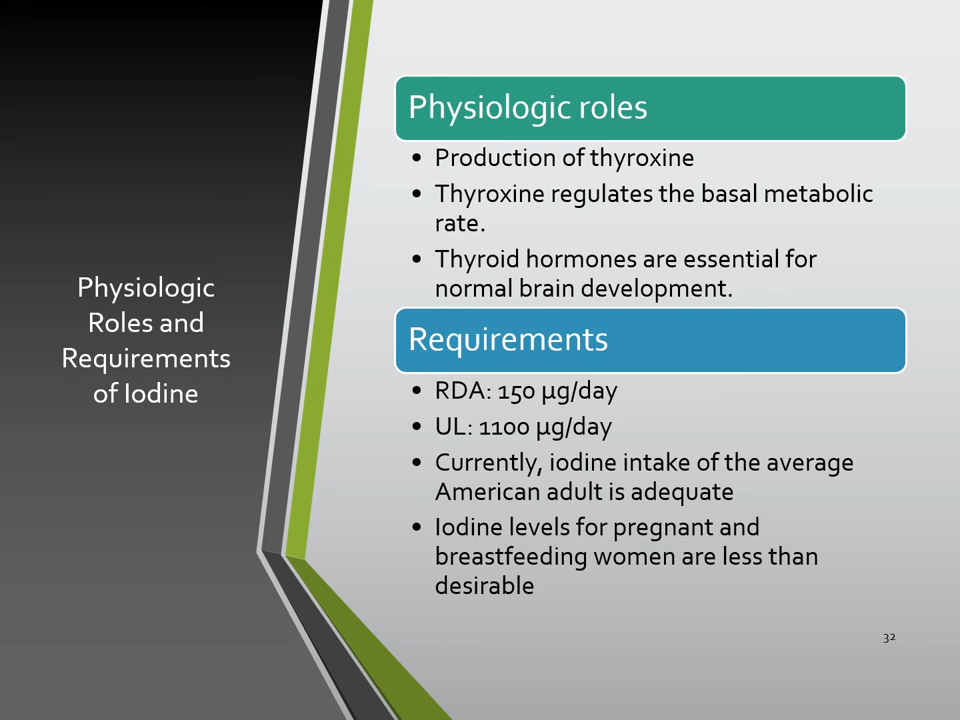 Physiologic
Roles and
Requirements
of Iodine
Physiologic roles
• Production of thyroxine
• Thyroxine regulates the basal metabolic
rate.
• Thyroid hormones are essential for
normal brain development.
Requirements
• RDA: 150 µg/day
• UL: 1100 µg/day
• Currently, iodine intake of the average
American adult is adequate
• Iodine levels for pregnant and
breastfeeding women are less than
desirable
32